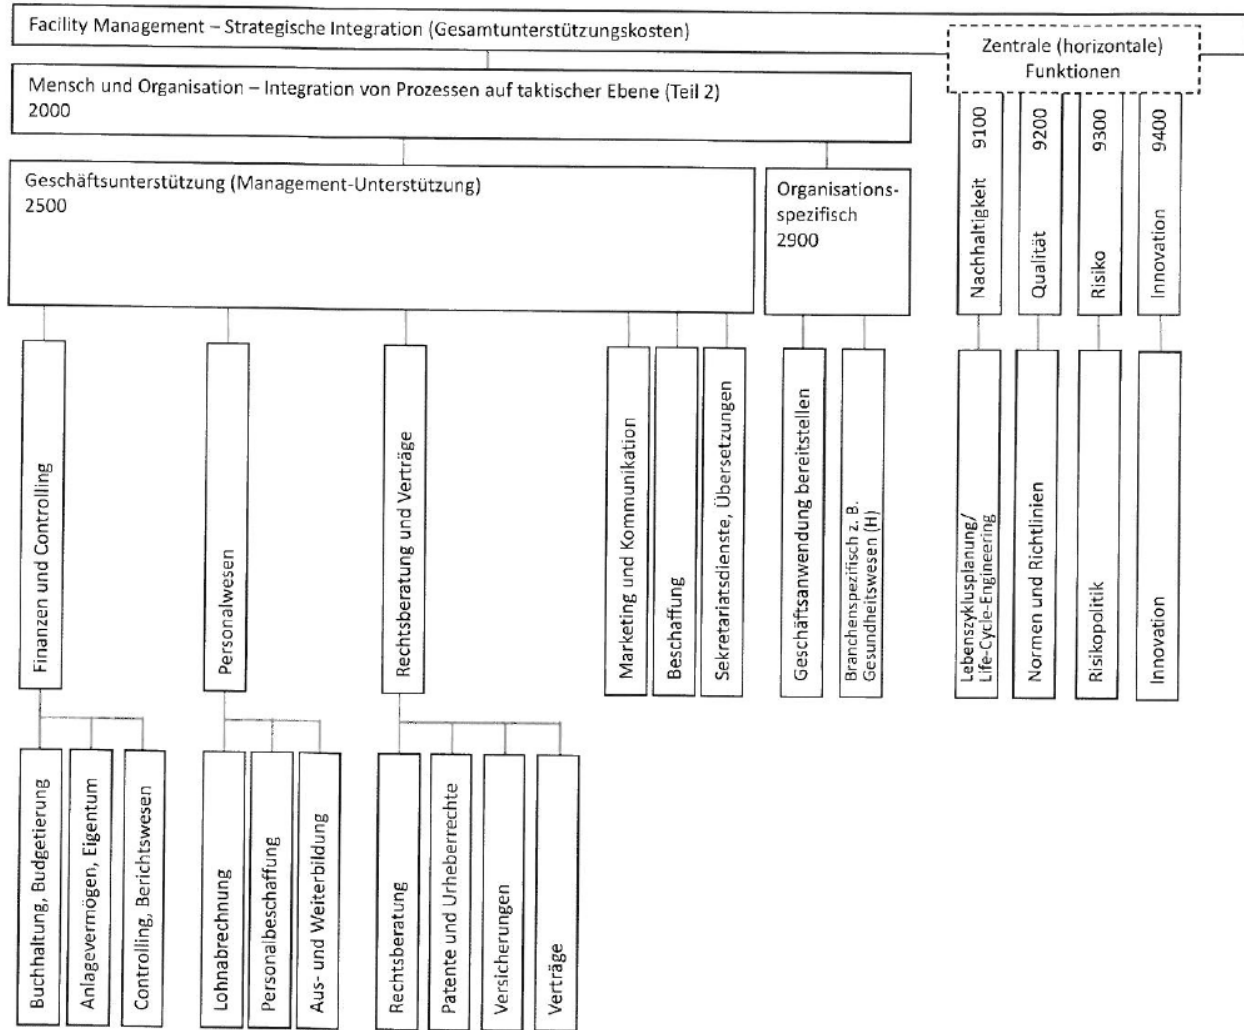 Facility Management – Strategische Integration (Gesamtunterstützungskosten)
Zentrale (horizontale)
Funktionen
Mensch und Organisation – Integration von Prozessen auf taktischer Ebene (Teil 2)
2000
Geschäftsunterstützung (Management-Unterstützung)
2500
Organisations-
spezifisch
2900
Nachhaltigkeit 9100
Qualität 9200
Risiko 9300
Innovation 9400
Finanzen und Controlling
Personalwesen
Rechtsberatung und Verträge
Marketing und Kommunikation
Beschaffung
Sekretariatsdienste, Übersetzungen
Geschäftsanwendung bereitstellen
Branchenspezifisch z. B.
Gesundheitswesen (H)
Lebenszyklusplanung/
Life-Cycle-Engineering
Normen und Richtlinien
Risikopolitik
Innovation
Buchhaltung, Budgetierung
Anlagevermögen, Eigentum
Controlling, Berichtswesen
Lohnabrechnung
Personalbeschaffung
Aus- und Weiterbildung
Rechtsberatung
Patente und Urheberrechte
Versicherungen
Verträge